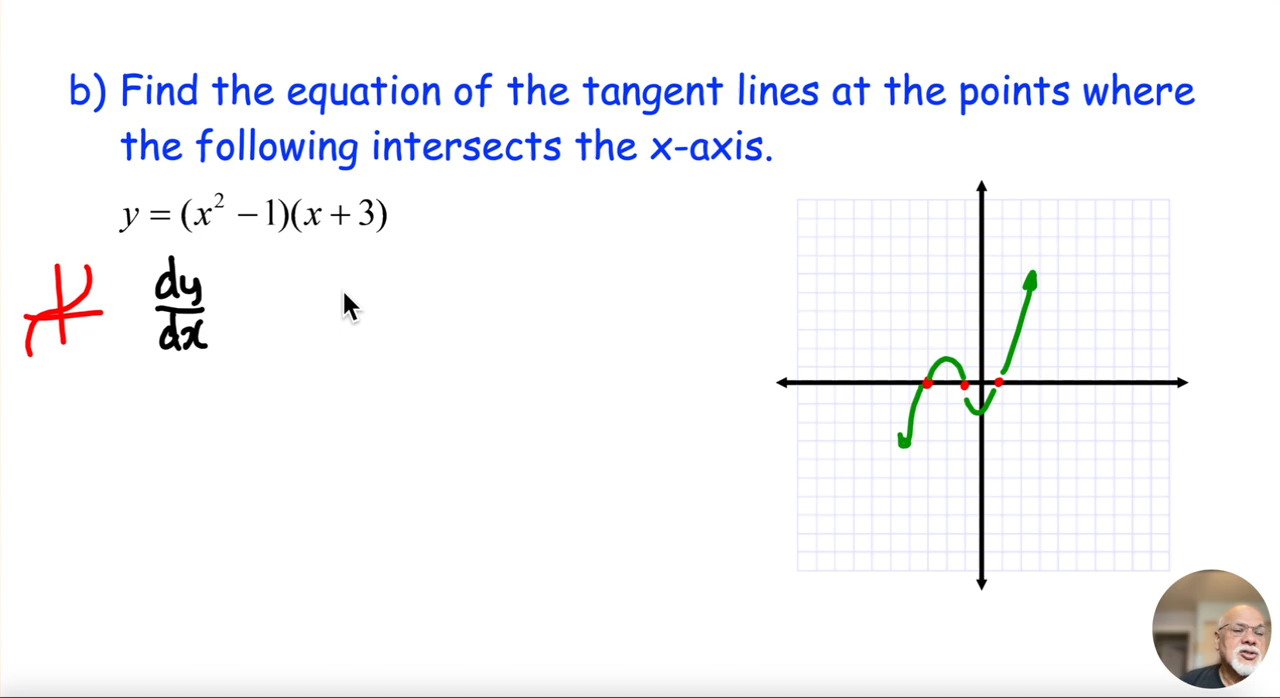 b) Find the equation of the tangent lines at the points where
the following intersects the x-axis.
y = (x² − 1)(x + 3)
dy
dx